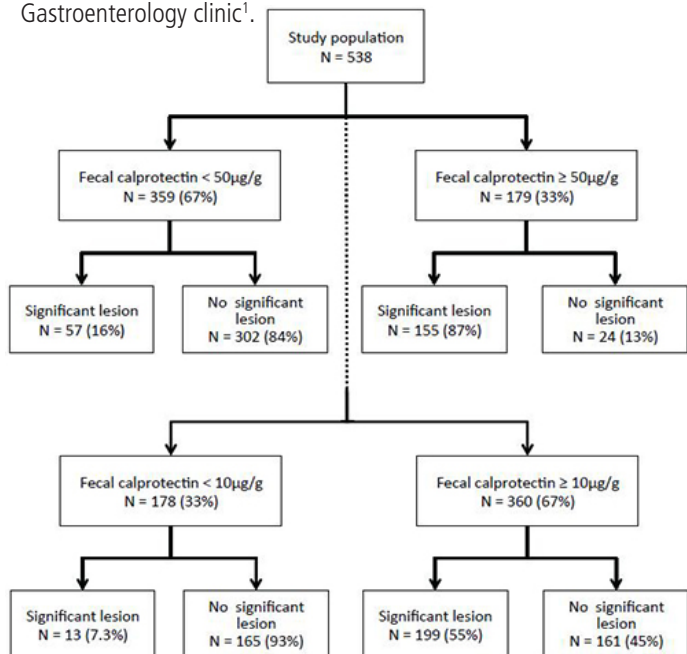 Gastroenterology clinic¹.
Study population
N = 538
Fecal calprotectin < 50µg/g
N = 359 (67%)
Fecal calprotectin ≥ 50µg/g
N = 179 (33%)
Significant lesion
N = 57 (16%)
No significant
lesion
N = 302 (84%)
Significant lesion
N = 155 (87%)
No significant
lesion
N = 24 (13%)
Fecal calprotectin < 10µg/g
N = 178 (33%)
Fecal calprotectin ≥ 10µg/g
N = 360 (67%)
Significant lesion
N = 13 (7.3%)
No significant
lesion
N = 165 (93%)
Significant lesion
N = 199 (55%)
No significant
lesion
N = 161 (45%)